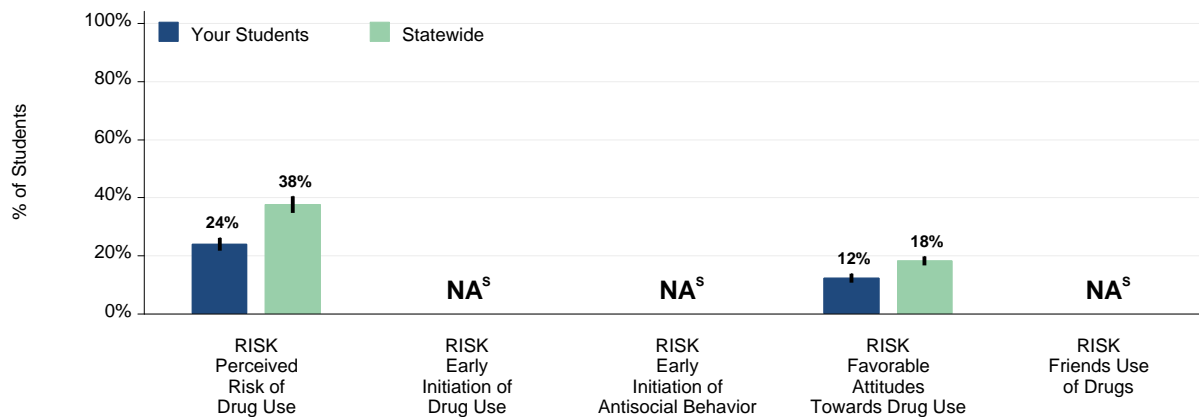 % of Students
100%
80%
60%
40%
20%
0%
Your Students
Statewide
24%
38%
NAS
NAS
12%
18%
NAS
RISK
Perceived
Risk of
Drug Use
RISK
Early
Initiation of
Drug Use
RISK
Early
Initiation of
Antisocial Behavior
RISK
Favorable
Attitudes
Towards Drug Use
RISK
Friends Use
of Drugs